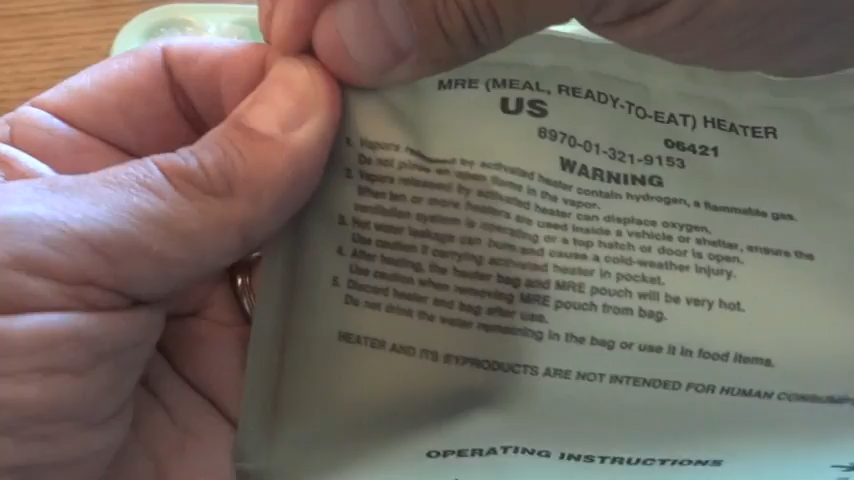 MRE (MEAL, READY-TO-EAT) HEATER
US
06421
8970-01-321-9153
WARNING
1. Vapors released by activated heater contain hydrogen, a flammable gas.
Do not place an open flame in the vapor.
2. Vapors released by activated heater can displace oxygen.
When ten or more heaters are used inside a vehicle or shelter, ensure the
ventilation system is operating or a top hatch or door is open.
3. Hot water leakage can burn and cause a cold-weather injury.
Use caution if carrying activated heater in pocket.
4. After heating, the heater bag and MRE pouch will be very hot.
Use caution when removing MRE pouch from bag.
5. Discard heater and bag after use.
Do not drink the water remaining in the bag or use it in food items.
HEATER AND ITS BYPRODUCTS ARE NOT INTENDED FOR HUMAN CONSUMP
OPERATING INSTRUCTIONS